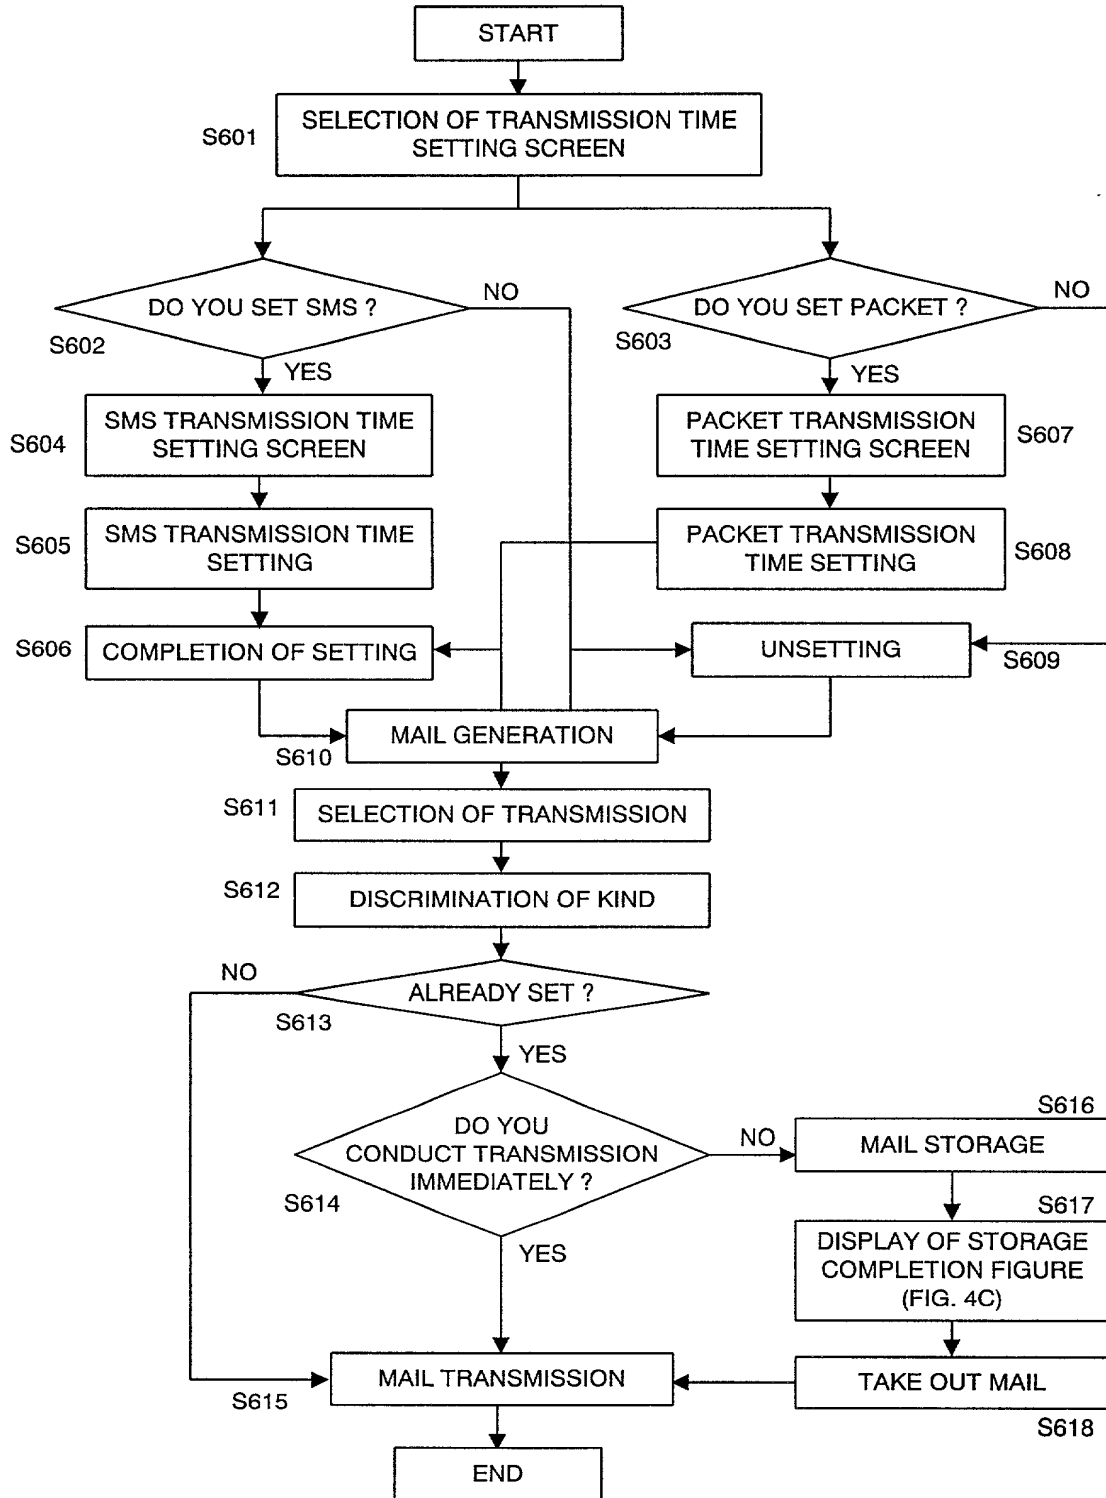 START
S601
SELECTION OF TRANSMISSION TIME
SETTING SCREEN
DO YOU SET SMS ?
NO
S602
YES
DO YOU SET PACKET ?
NO
S603
YES
S604
SMS TRANSMISSION TIME
SETTING SCREEN
PACKET TRANSMISSION
TIME SETTING SCREEN
S607
S605
SMS TRANSMISSION TIME
SETTING
PACKET TRANSMISSION
TIME SETTING
S608
S606
COMPLETION OF SETTING
UNSETTING
S609
MAIL GENERATION
S610
S611
SELECTION OF TRANSMISSION
S612
DISCRIMINATION OF KIND
NO
ALREADY SET ?
S613
YES
DO YOU
CONDUCT TRANSMISSION
IMMEDIATELY ?
NO
S614
YES
S616
MAIL STORAGE
S617
DISPLAY OF STORAGE
COMPLETION FIGURE
(FIG. 4C)
MAIL TRANSMISSION
S615
TAKE OUT MAIL
S618
END